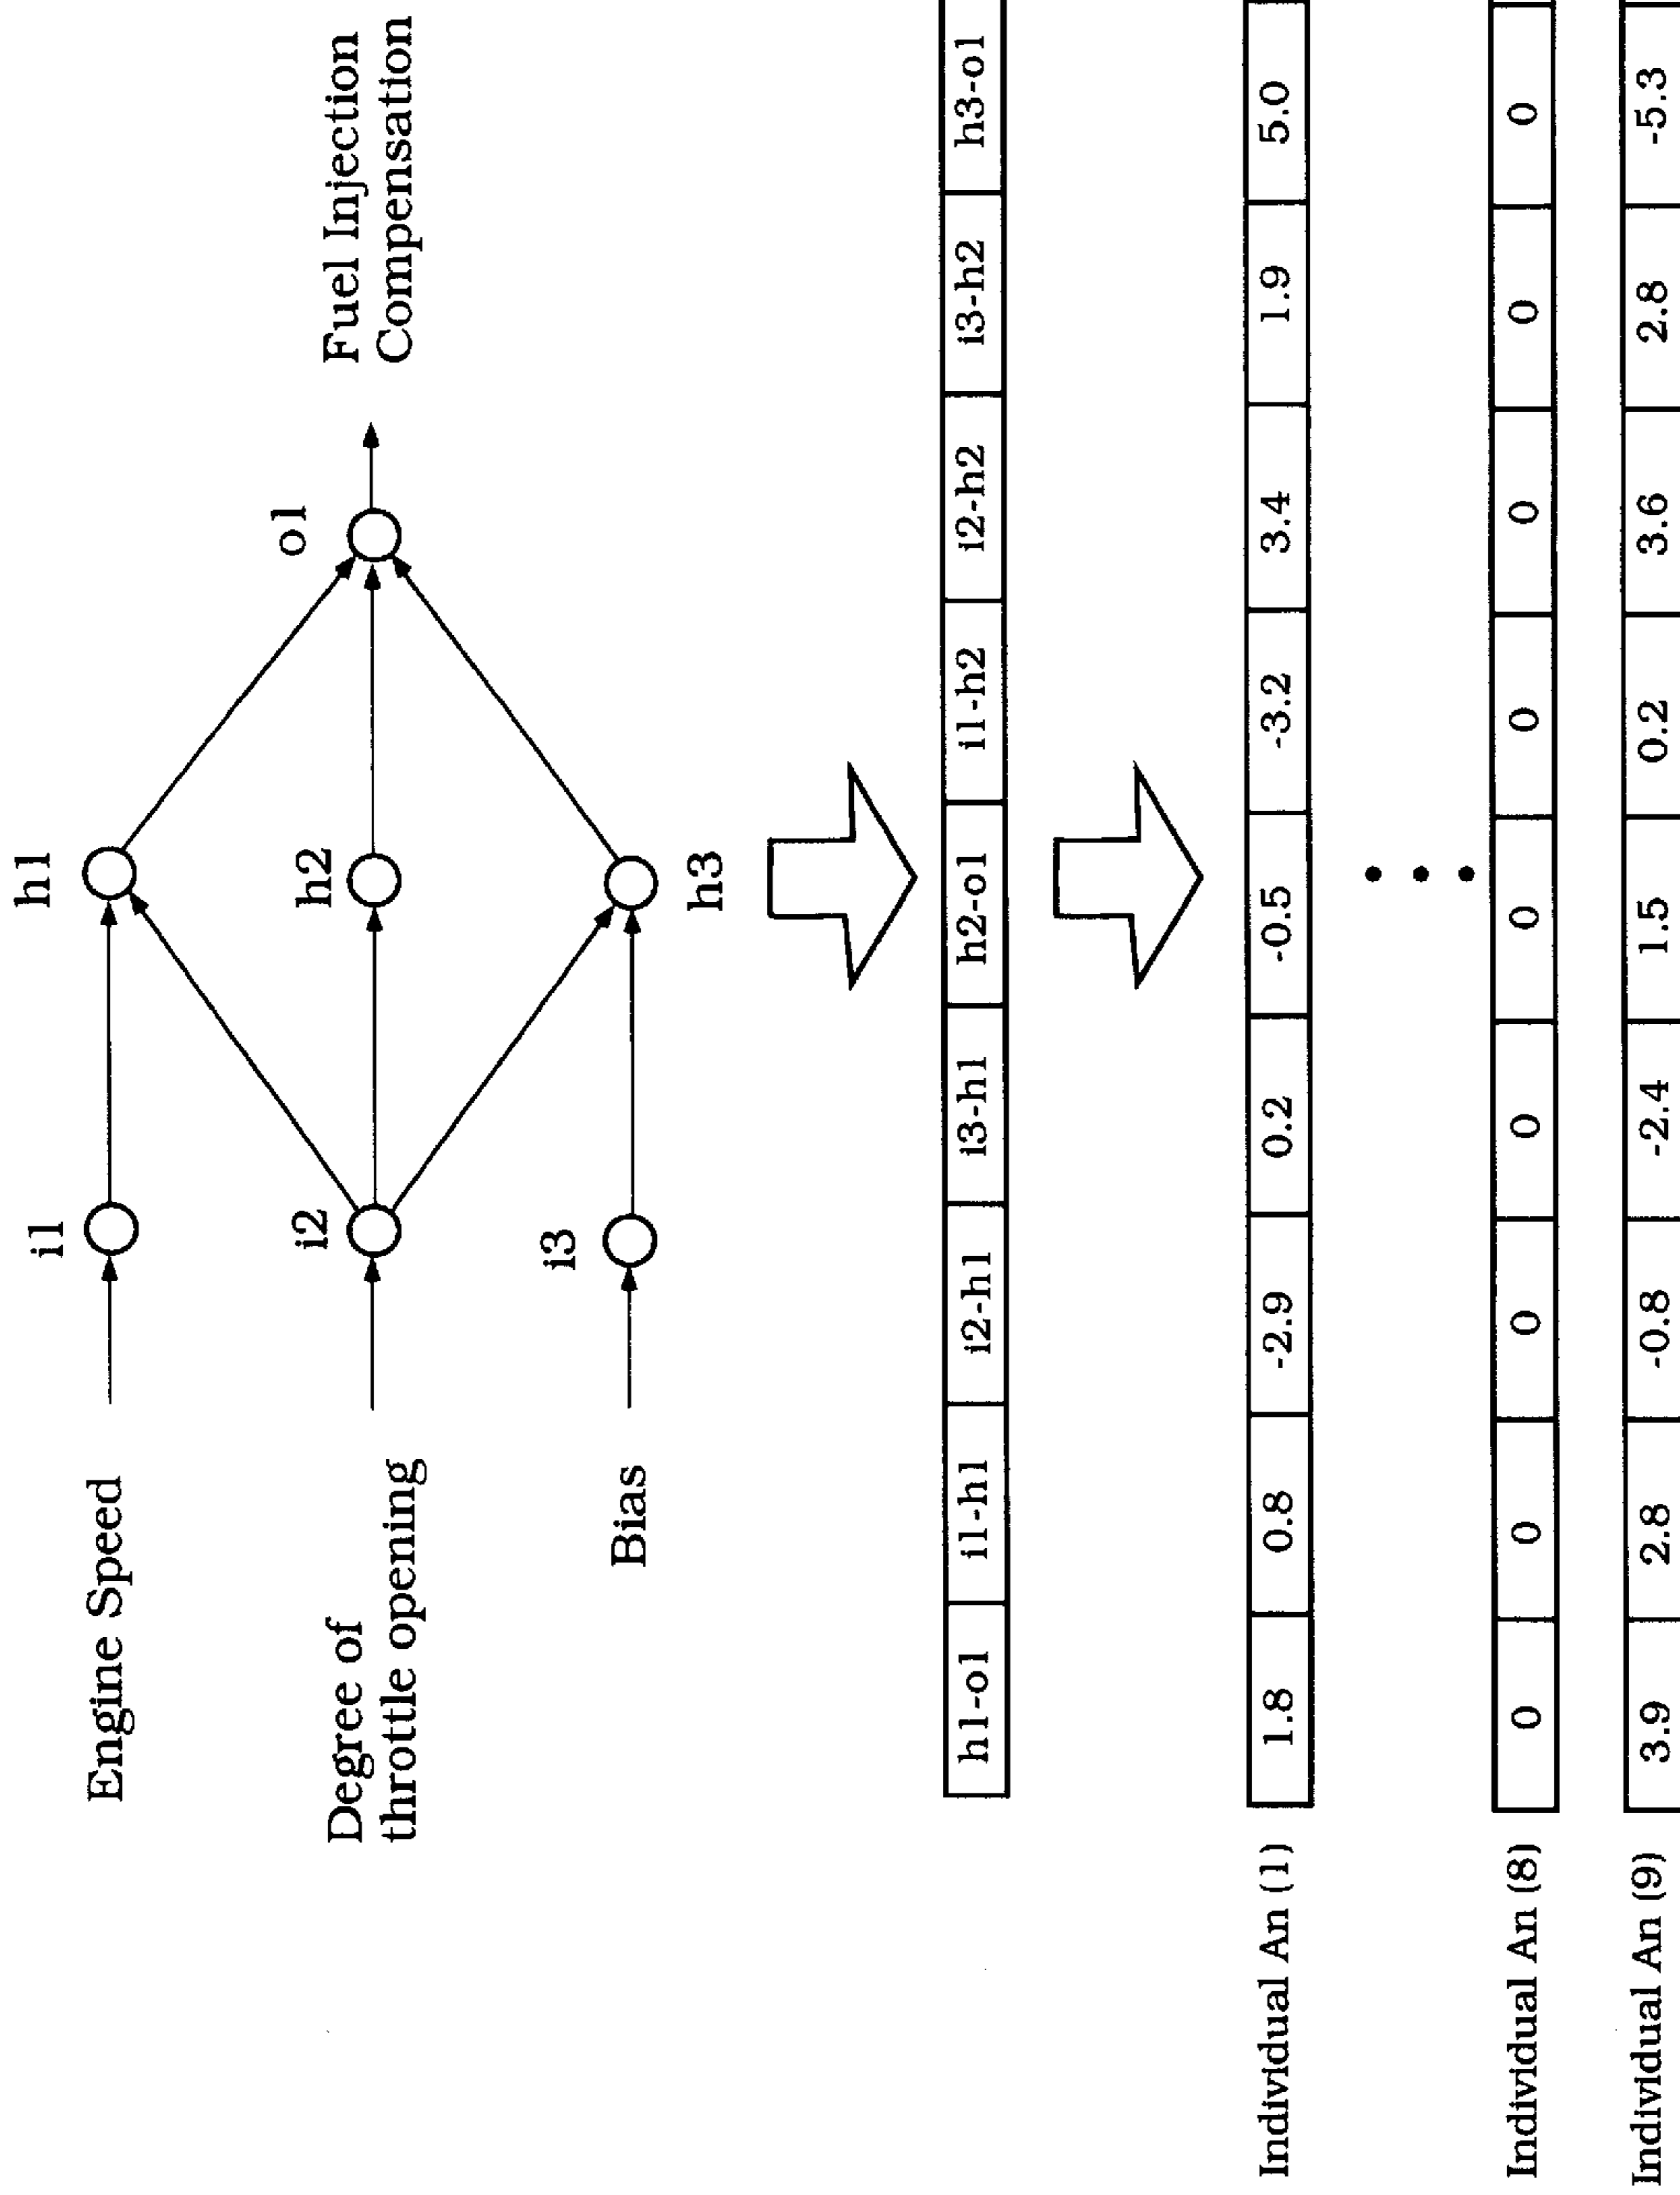 h1
i1
Engine Speed
h2
o1
i2
Fuel Injection
Compensation
Degree of
throttle opening
i3
Bias
h3
h1-o1 i1-h1 i2-h1 i3-h1 h2-o1 i1-h2 i2-h2 i3-h2 h3-o1
Individual An (1) 1.8 0.8 -2.9 0.2 -0.5 -3.2 3.4 1.9 5.0
Individual An (8) 0 0 0 0 0 0 0 0 0
Individual An (9) 3.9 2.8 -0.8 -2.4 1.5 0.2 3.6 2.8 -5.3